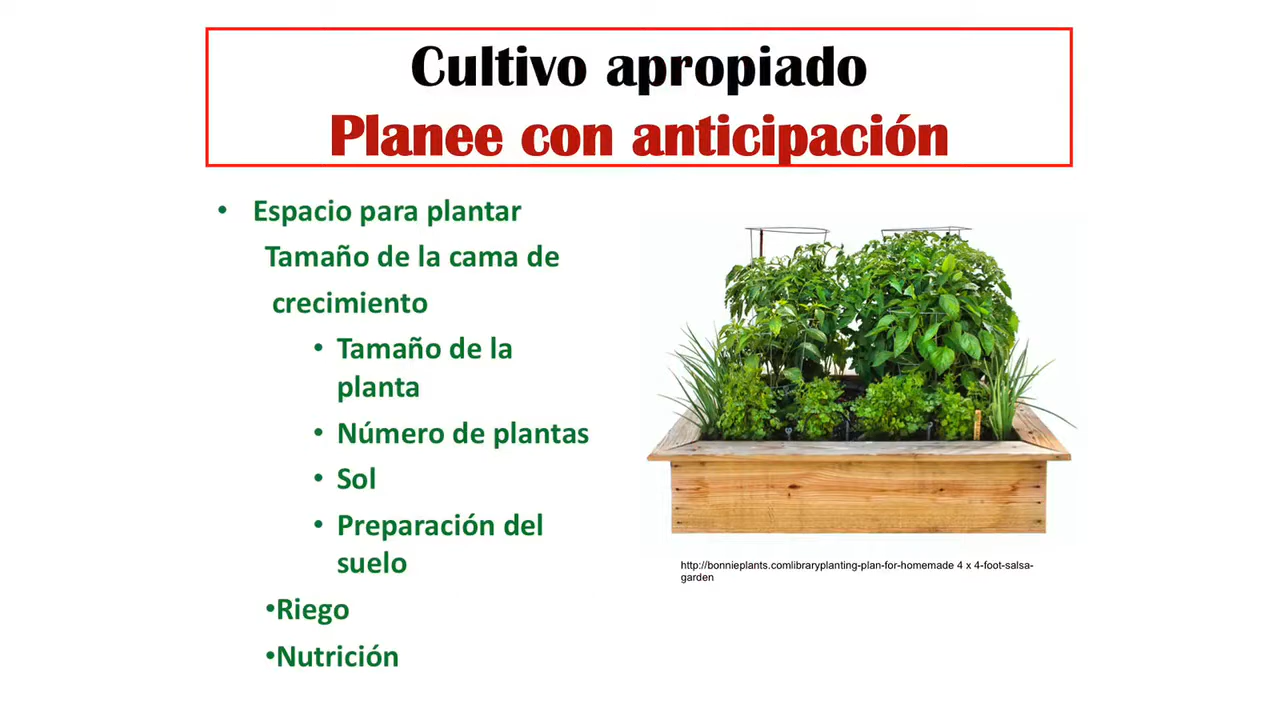 Cultivo apropiado
Planee con anticipación
• Espacio para plantar
Tamaño de la cama de
crecimiento
• Tamaño de la
planta
• Número de plantas
• Sol
• Preparación del
suelo
•Riego
•Nutrición
http://bonnieplants.comlibraryplanting-plan-for-homemade 4 x 4-foot-salsa-
garden